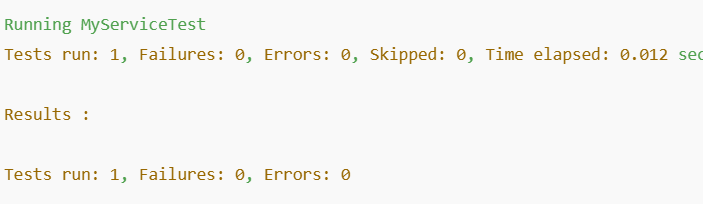 Running MyServiceTest
Tests run: 1, Failures: 0, Errors: 0, Skipped: 0, Time elapsed: 0.012 sec
Results :
Tests run: 1, Failures: 0, Errors: 0